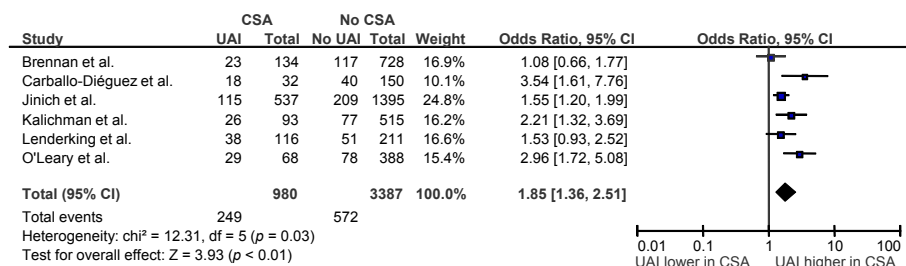 CSA No CSA
Study UAI Total No UAI Total Weight Odds Ratio, 95% CI Odds Ratio, 95% CI
Brennan et al. 23 134 117 728 16.9% 1.08 [0.66, 1.77]
Carballo-Diéguez et al. 18 32 40 150 10.1% 3.54 [1.61, 7.76]
Jinich et al. 115 537 209 1395 24.8% 1.55 [1.20, 1.99]
Kalichman et al. 26 93 77 515 16.2% 2.21 [1.32, 3.69]
Lenderking et al. 38 116 51 211 16.6% 1.53 [0.93, 2.52]
O'Leary et al. 29 68 78 388 15.4% 2.96 [1.72, 5.08]
Total (95% CI) 980 3387 100.0% 1.85 [1.36, 2.51]
Total events 249 572
Heterogeneity: chi² = 12.31, df = 5 (p = 0.03)
Test for overall effect: Z = 3.93 (p < 0.01)
0.01 0.1 1 10 100
UAI lower in CSA UAI higher in CSA